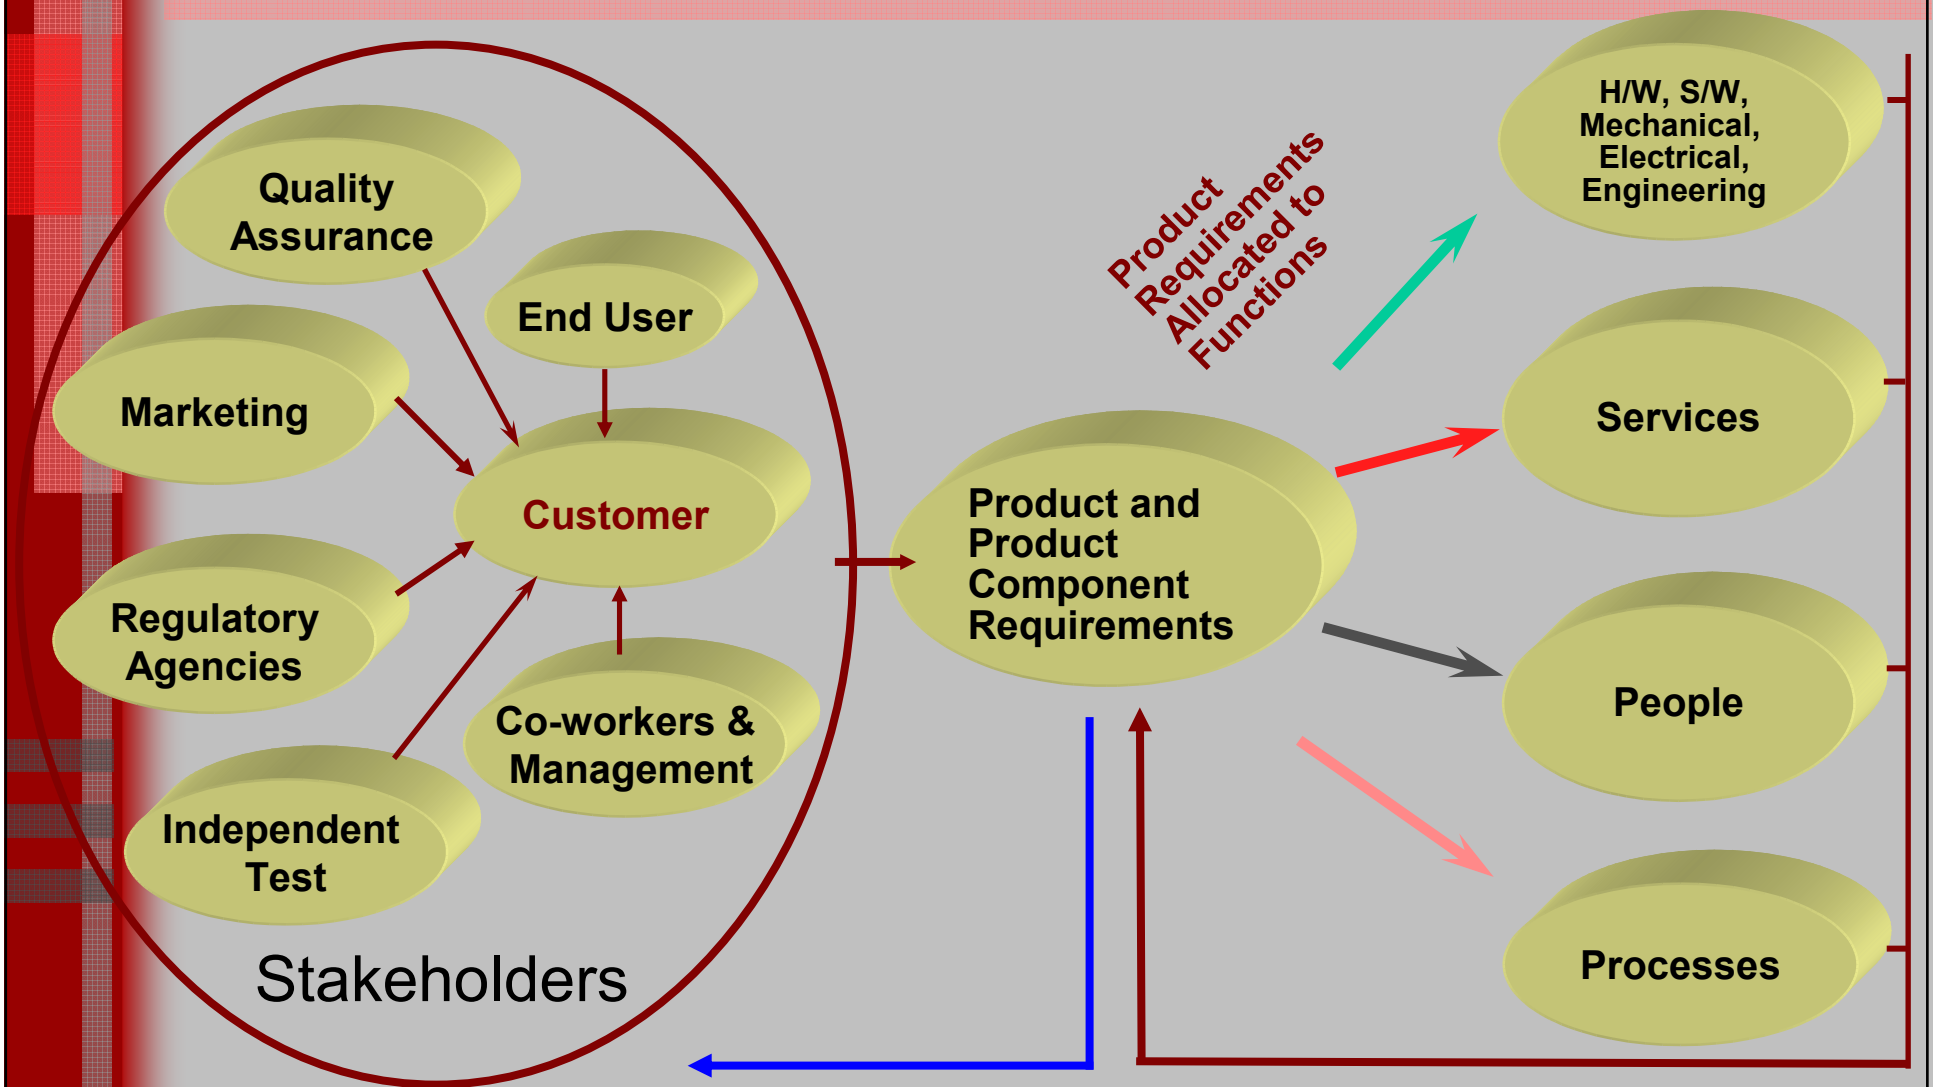 Quality
Assurance
End User
Marketing
Customer
Regulatory
Agencies
Co-workers &
Management
Independent
Test
Stakeholders
Product and
Product
Component
Requirements
Product
Requirements
Allocated to
Functions
H/W, S/W,
Mechanical,
Electrical,
Engineering
Services
People
Processes